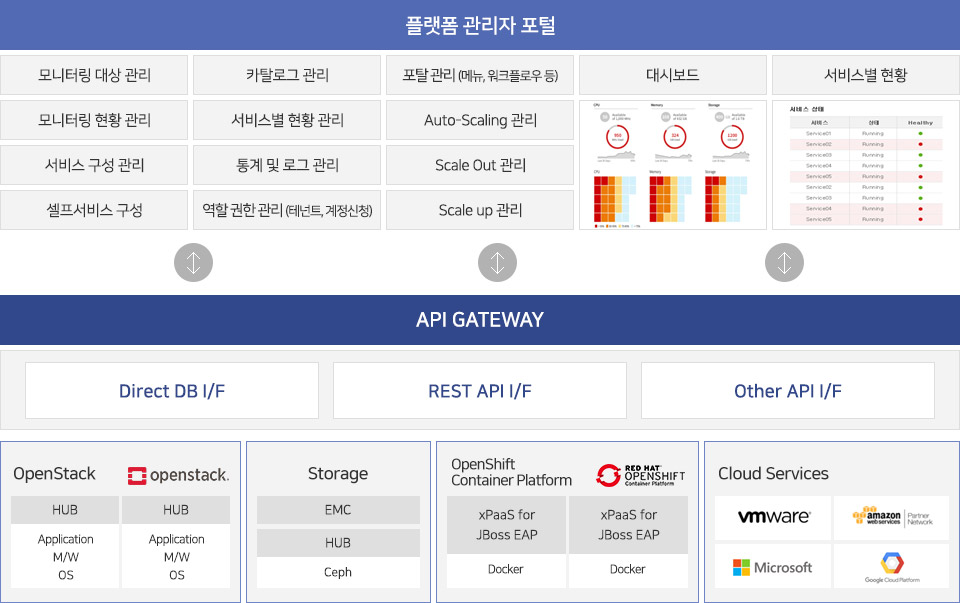 플랫폼 관리자 포털
모니터링 대상 관리
카탈로그 관리
포탈 관리 (메뉴, 워크플로우 등)
대시보드
서비스별 현황
모니터링 현황 관리
서비스별 현황 관리
Auto-Scaling 관리
서비스 구성 관리
통계 및 로그 관리
Scale Out 관리
셀프서비스 구성
역할 권한 관리 (테넌트, 계정신청)
Scale up 관리
CPU
Memory
Storage
CPU
Memory
Storage
서비스 상태
서비스 상태 Healthy
Service01 Running
Service02 Running
Service03 Running
Service04 Running
Service05 Running
Service02 Running
Service03 Running
Service04 Running
Service05 Running
API GATEWAY
Direct DB I/F
REST API I/F
Other API I/F
OpenStack
openstack.
HUB
HUB
Application
M/W
OS
Application
M/W
OS
Storage
EMC
HUB
Ceph
OpenShift
Container Platform
RED HAT
OPENSHIFT
Container Platform
xPaaS for
JBoss EAP
xPaaS for
JBoss EAP
Docker
Docker
Cloud Services
vmware
amazon
web services
Partner
Network
Microsoft
Google Cloud Platform